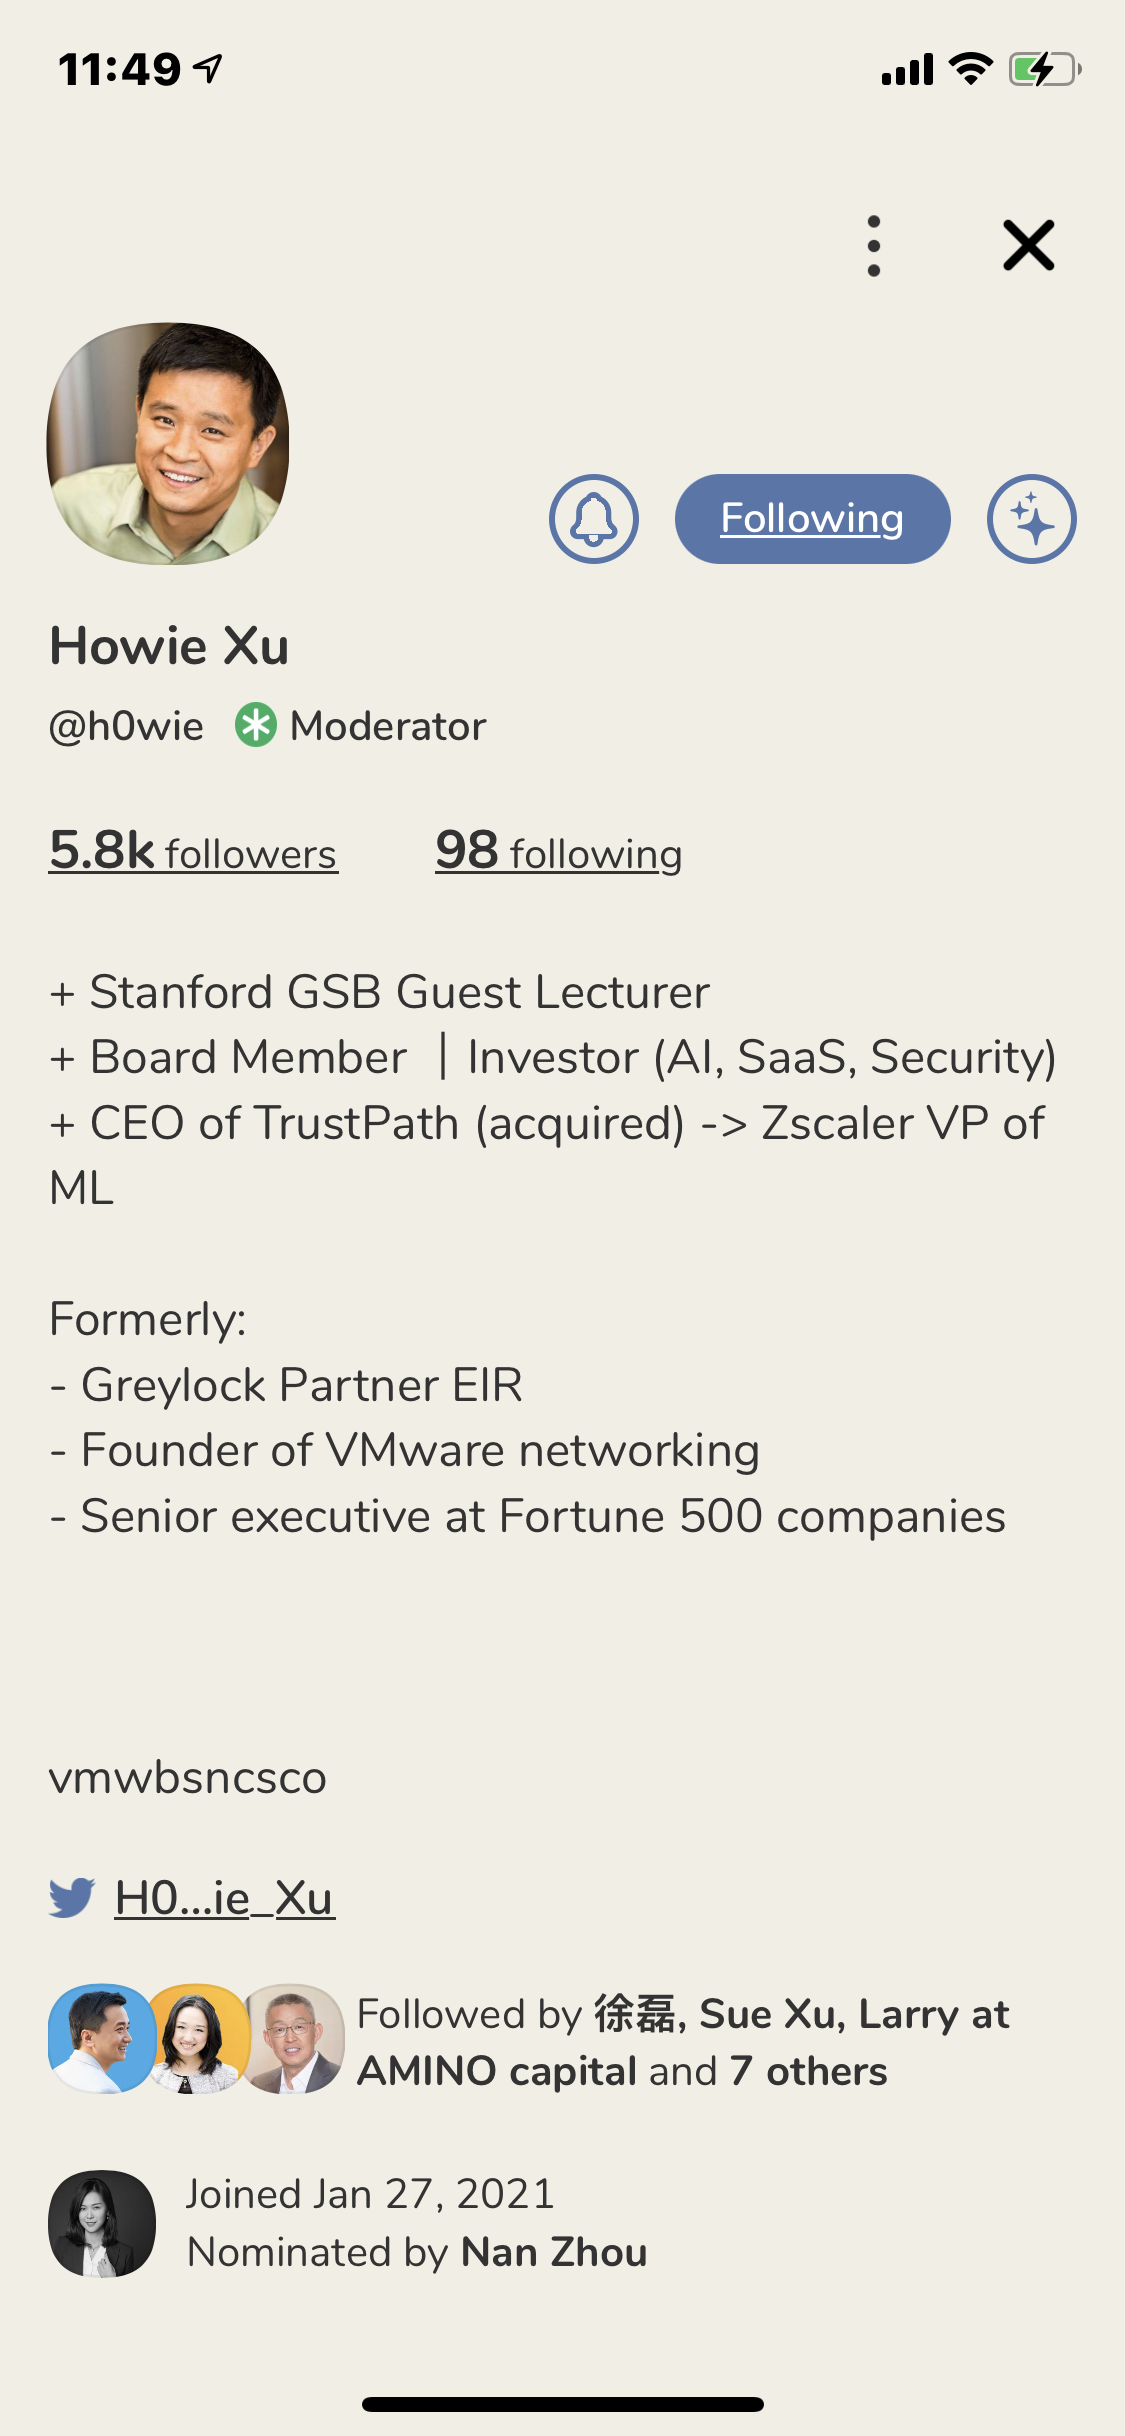 11:49
Following
Howie Xu
@h0wie Moderator
5.8k followers 98 following
+ Stanford GSB Guest Lecturer
+ Board Member ｜Investor (AI, SaaS, Security)
+ CEO of TrustPath (acquired) -> Zscaler VP of
ML
Formerly:
- Greylock Partner EIR
- Founder of VMware networking
- Senior executive at Fortune 500 companies
vmwbsncsco
H0...ie_Xu
Followed by 徐磊, Sue Xu, Larry at
AMINO capital and 7 others
Joined Jan 27, 2021
Nominated by Nan Zhou